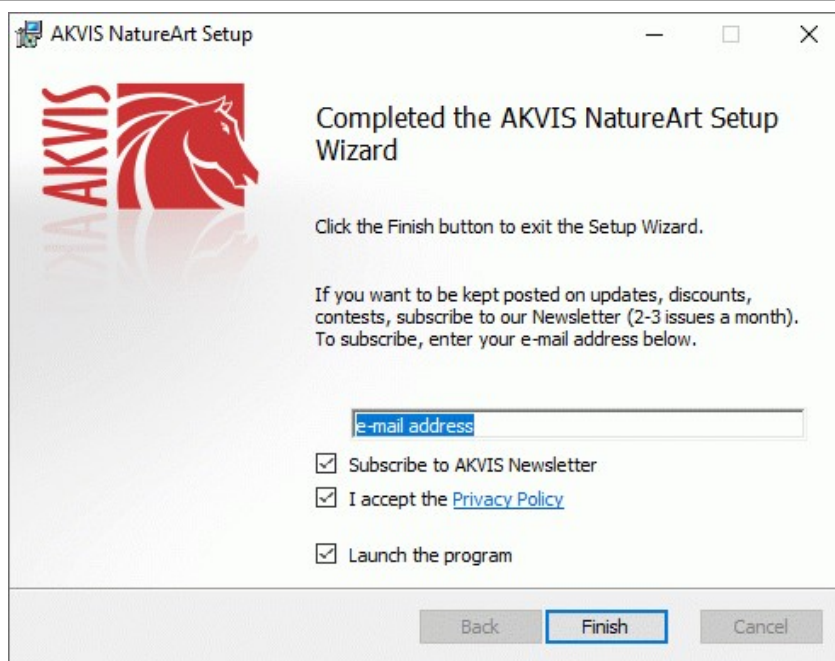 AKVIS NatureArt Setup
AKVIS
Completed the AKVIS NatureArt Setup
Wizard
Click the Finish button to exit the Setup Wizard.
If you want to be kept posted on updates, discounts,
contests, subscribe to our Newsletter (2-3 issues a month).
To subscribe, enter your e-mail address below.
e-mail address
Subscribe to AKVIS Newsletter
I accept the Privacy Policy
Launch the program
Back
Finish
Cancel